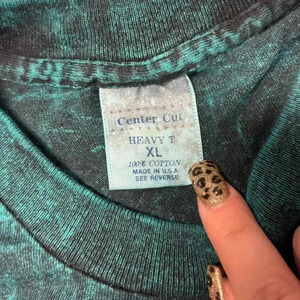 Center Cut
HEAVY T
XL
100% COTTON
MADE IN U.S.A.
SEE REVERSE